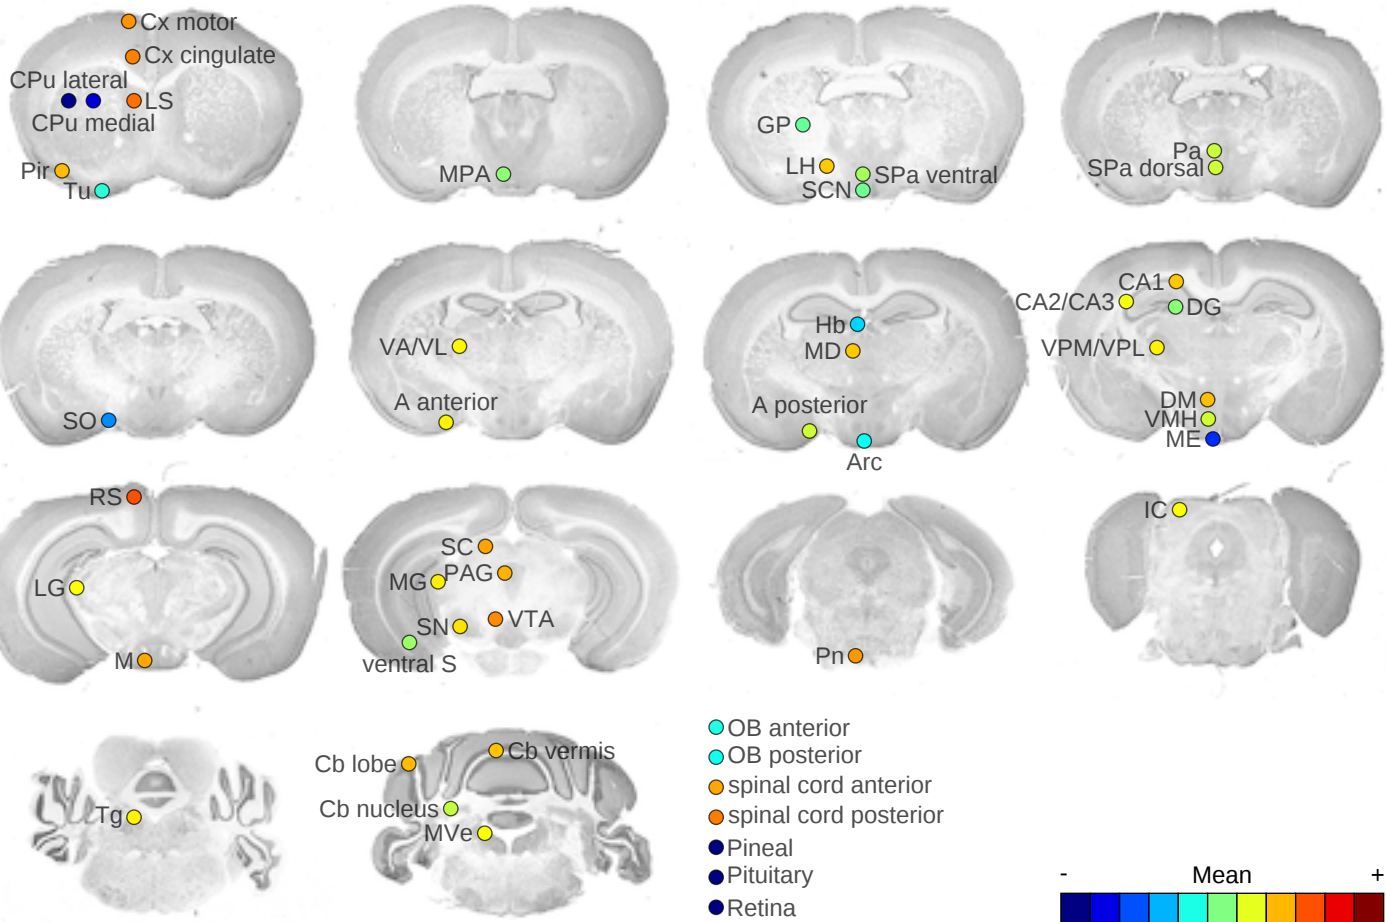 Cx motor
Cx cingulate
CPu lateral
LS
CPu medial
Pir
Tu
MPA
GP
LH
SPa ventral
SCN
Pa
SPa dorsal
SO
VA/VL
A anterior
Hb
MD
A posterior
Arc
CA1
CA2/CA3
DG
VPM/VPL
DM
VMH
ME
RS
LG
M
SC
PAG
MG
VTA
SN
ventral S
Pn
IC
Tg
Cb lobe
Cb vermis
Cb nucleus
MVe
OB anterior
OB posterior
spinal cord anterior
spinal cord posterior
Pineal
Pituitary
Retina
- Mean +